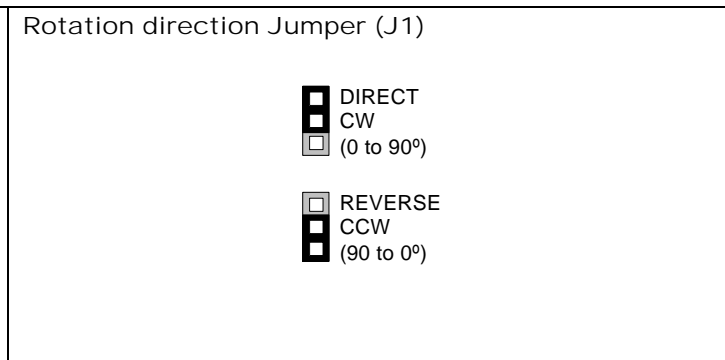 Rotation direction Jumper (J1)
DIRECT
CW
(0 to 90º)
REVERSE
CCW
(90 to 0º)